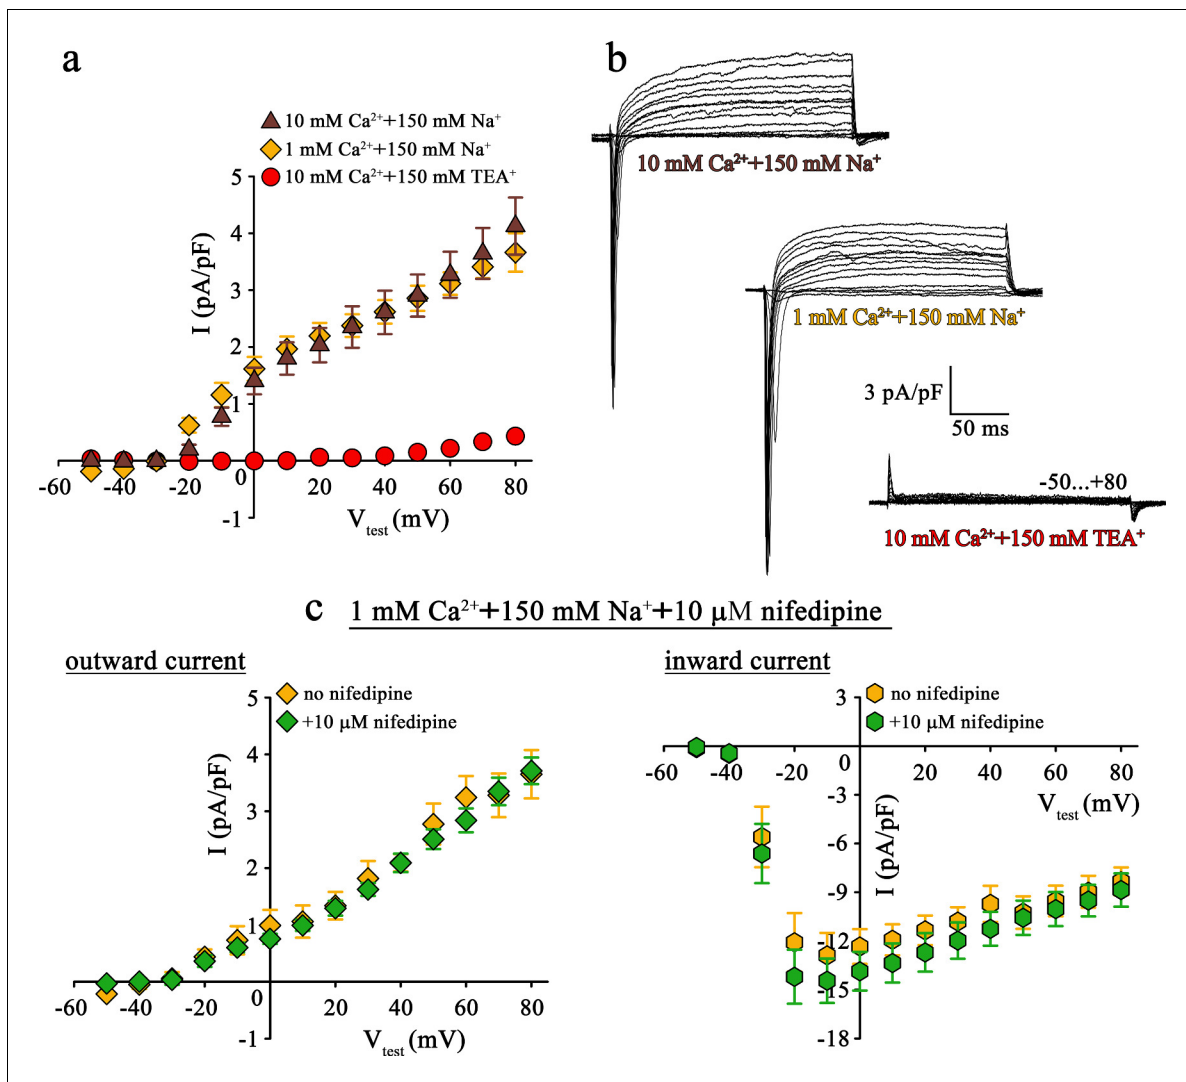 a
10 mM Ca²⁺+150 mM Na⁺
1 mM Ca²⁺+150 mM Na⁺
10 mM Ca²⁺+150 mM TEA⁺
I (pA/pF)
5
4
3
2
1
0
-1
-60 -40 -20 20 40 60 80
V test (mV)
b
10 mM Ca²⁺+150 mM Na⁺
1 mM Ca²⁺+150 mM Na⁺
3 pA/pF
50 ms
-50...+80
10 mM Ca²⁺+150 mM TEA⁺
c 1 mM Ca²⁺+150 mM Na⁺+10 µM nifedipine
outward current
no nifedipine
+10 µM nifedipine
I (pA/pF)
5
4
3
2
1
0
-1
-60 -40 -20 20 40 60 80
V test (mV)
inward current
no nifedipine
+10 µM nifedipine
3
0
-60 -40 -20 20 40 60 80
V test (mV)
I (pA/pF)
-3
-6
-9
-12
-15
-18